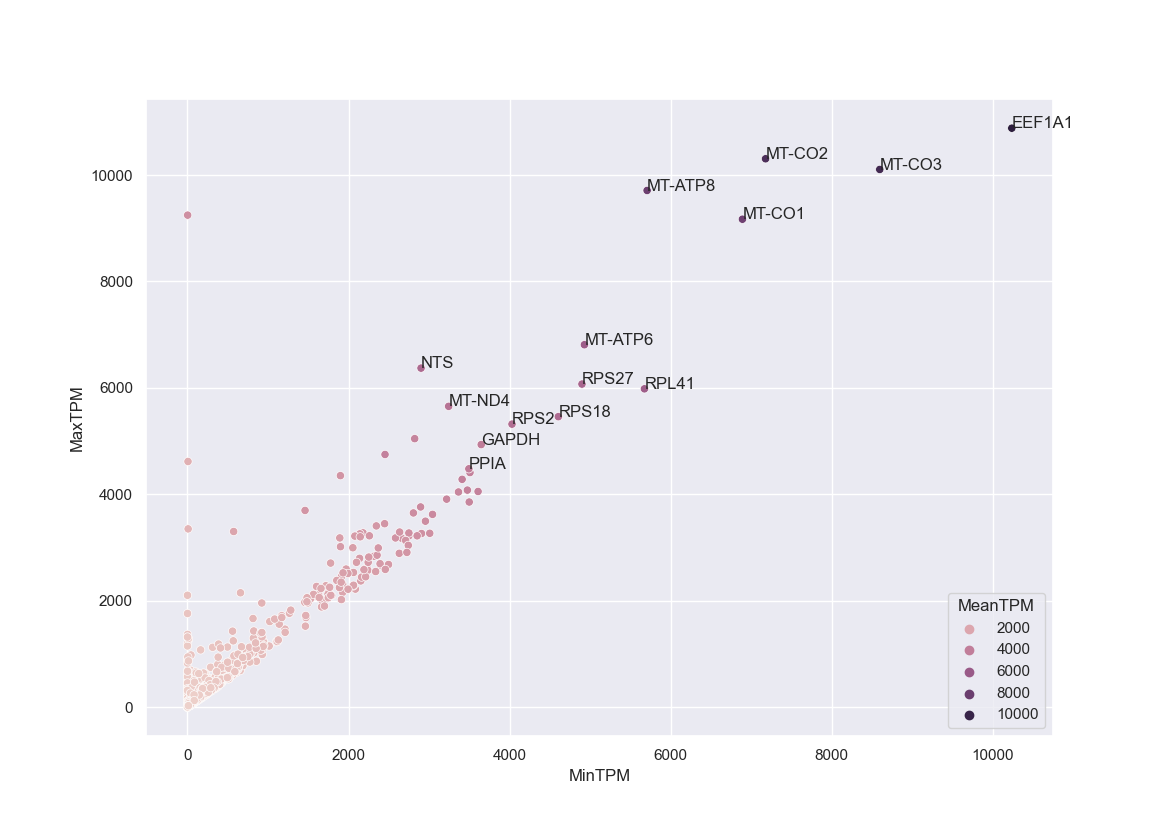 EEF1A1
MT-CO2
MT-CO3
10000
MT-ATP8
MT-CO1
8000
MT-ATP6
NTS
RPS27
RPL41
6000
MT-ND4
RPS2
RPS18
GAPDH
PPIA
4000
2000
0
MaxTPM
MeanTPM
2000
4000
6000
8000
10000
0
2000
4000
6000
8000
10000
MinTPM